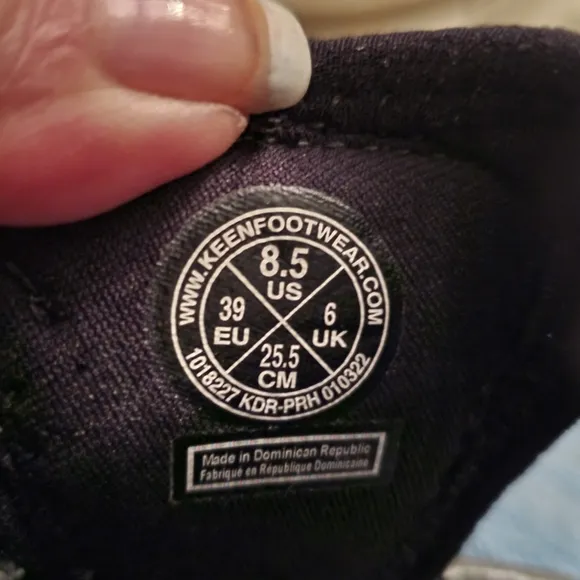 WWW.KEENFOOTWEAR.COM
8.5
US
39
EU
6
UK
25.5
CM
1018227 KDR-PRH 010322
Made in Dominican Republic
Fabriqué en République Dominicaine